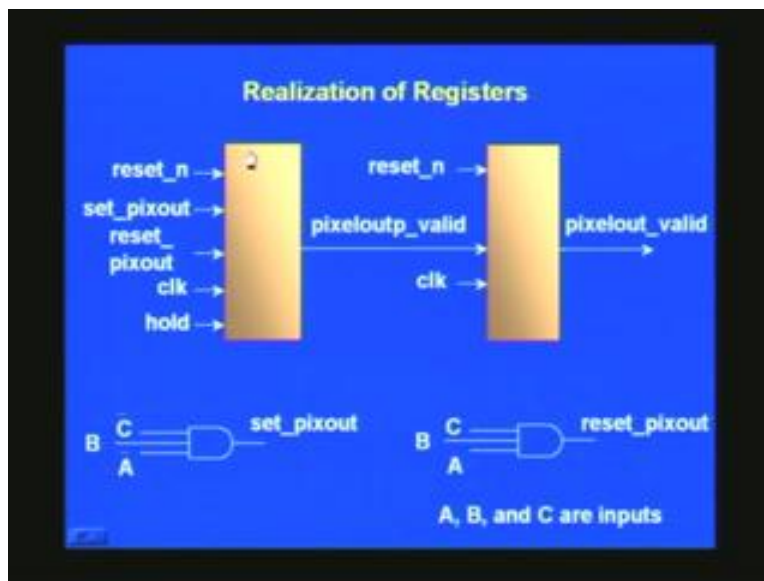 Realization of Registers
reset_n
set_pixout
reset_
pixout
clk
hold
pixeloutp_valid
reset_n
clk
pixelout_valid
C̅
B
A̅
set_pixout
C
B
A
reset_pixout
A, B, and C are inputs